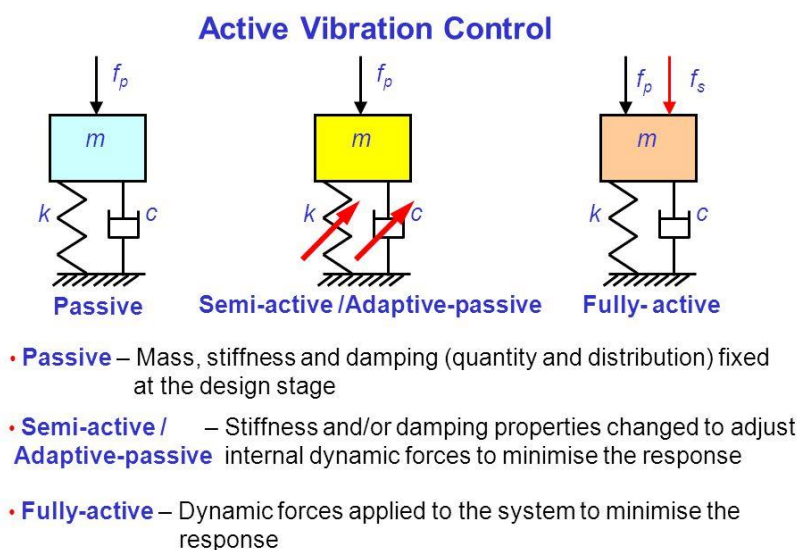 Active Vibration Control
fp
fp
fp fs
m
m
m
k c
k c
k c
Passive
Semi-active /Adaptive-passive
Fully- active
• Passive – Mass, stiffness and damping (quantity and distribution) fixed
at the design stage
• Semi-active / – Stiffness and/or damping properties changed to adjust
Adaptive-passive internal dynamic forces to minimise the response
• Fully-active – Dynamic forces applied to the system to minimise the
response